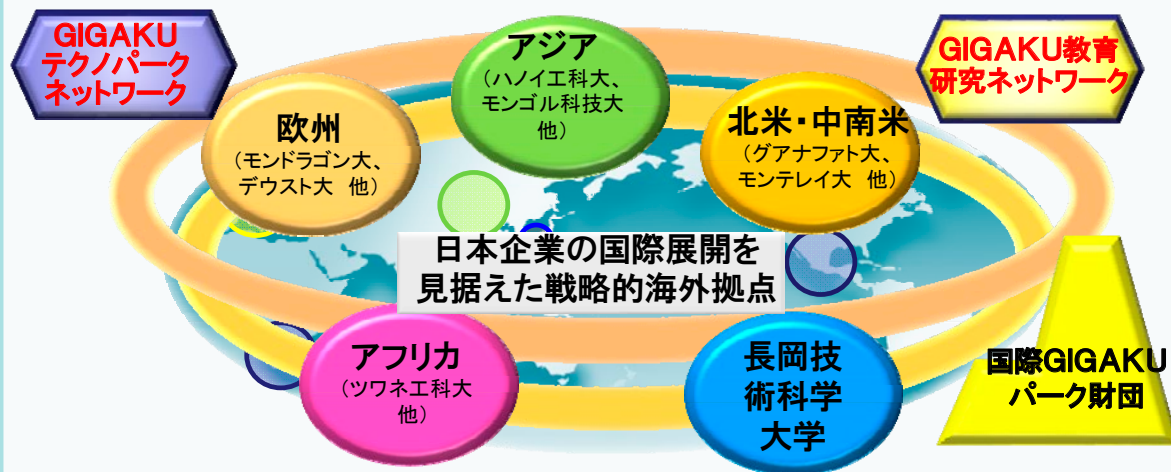 GIGAKU
テクノパーク
ネットワーク
アジア
（ハノイ工科大、
モンゴル科技大
他）
GIGAKU教育
研究ネットワーク
欧州
（モンドラゴン大、
デウスト大　他）
北米・中南米
（グアナファト大、
モンテレイ大　他）
日本企業の国際展開を
見据えた戦略的海外拠点
アフリカ
（ツワネ工科大
他）
長岡技
術科学
大学
国際GIGAKU
パーク財団